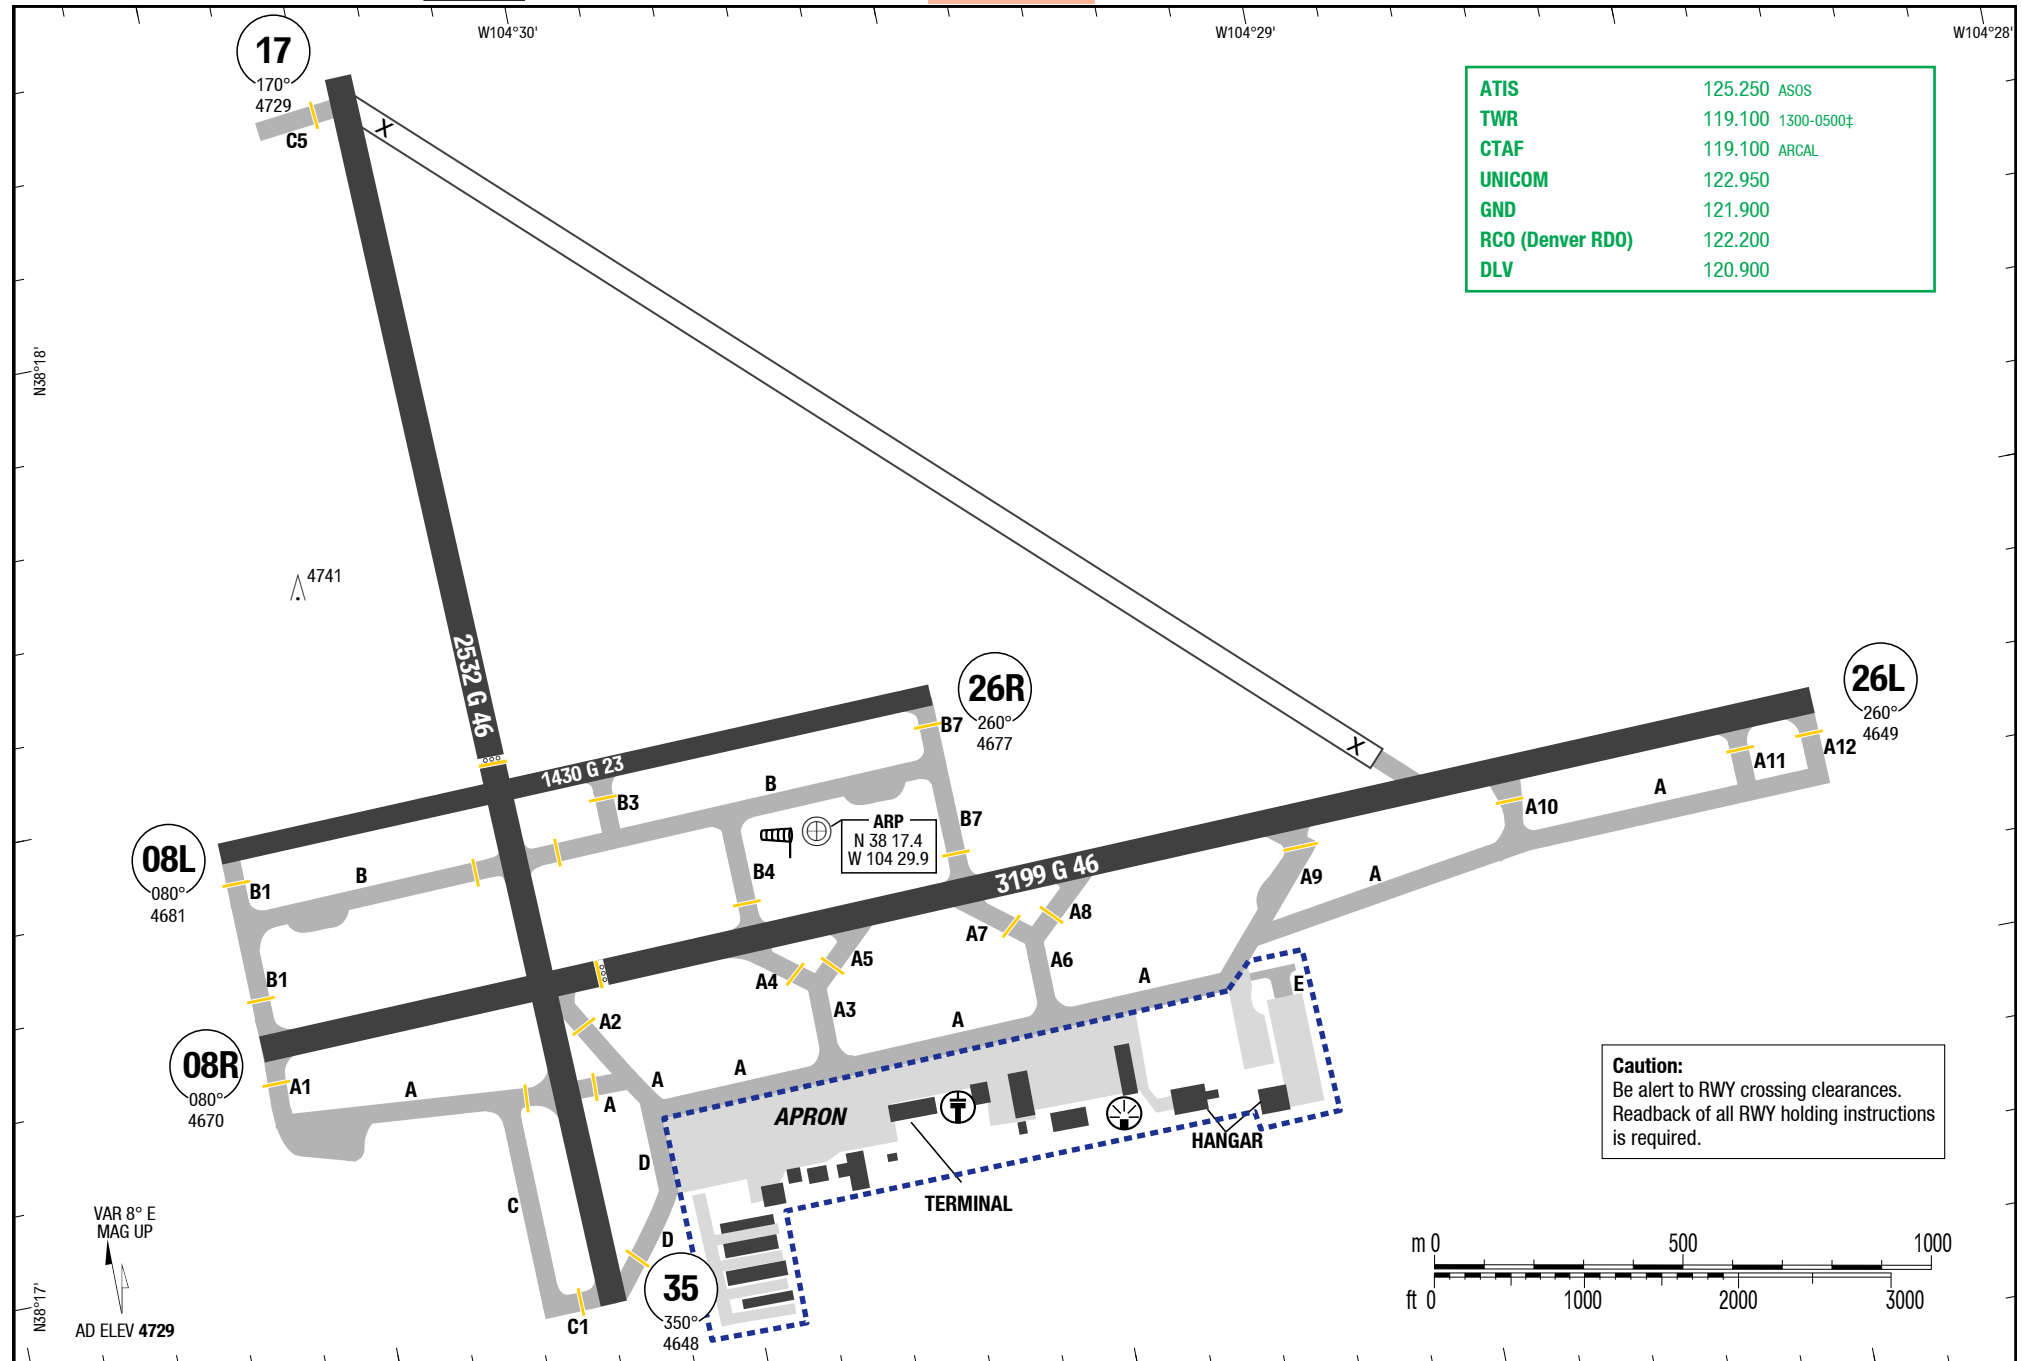 W104°30'
W104°29'
W104°28'
17
170°
4729
C5
X
ATIS 125.250 ASOS
TWR 119.100 1300-0500‡
CTAF 119.100 ARCAL
UNICOM 122.950
GND 121.900
RCO (Denver RDO) 122.200
DLV 120.900
N38°18'
4741
2532 G 46
26R
260°
4677
26L
260°
4649
B7
1430 G 23
X
A12
A11
A
B
B3
A10
ARP
N 38 17.4
W 104 29.9
B7
08L
080°
4681
B1
B
B4
3199 G 46
A9
A
A8
A7
A5
A4
A6
A
B1
E
A3
A2
A
08R
080°
4670
A1
A
A
A
A
APRON
HANGAR
Caution:
Be alert to RWY crossing clearances.
Readback of all RWY holding instructions
is required.
D
TERMINAL
C
D
VAR 8° E
MAG UP
AD ELEV 4729
N38°17'
35
350°
4648
C1
m 0 500 1000
ft 0 1000 2000 3000